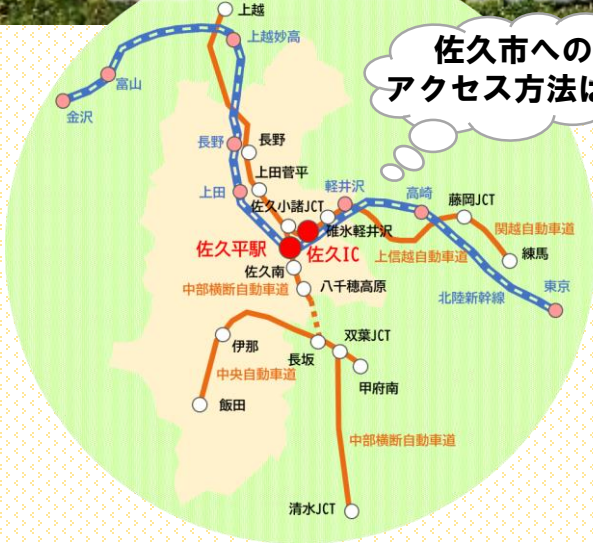 上越
上越妙高
佐久市への
アクセス方法は
富山
金沢
長野
長野
上田菅平
上田
佐久小諸JCT
軽井沢
高崎
藤岡JCT
碓氷軽井沢
関越自動車道
佐久平駅
佐久IC
上信越自動車道
練馬
佐久南
中部横断自動車道
八千穂高原
北陸新幹線
東京
伊那
双葉JCT
長坂
中央自動車道
甲府南
飯田
中部横断自動車道
清水JCT